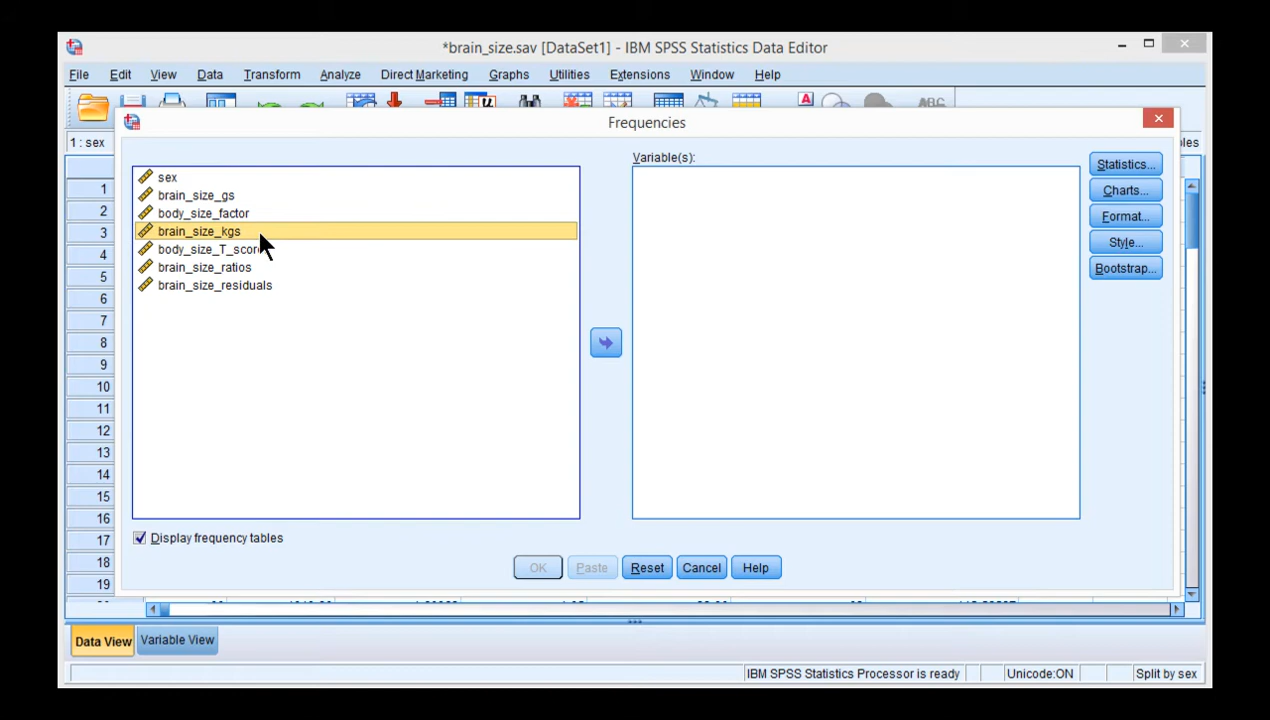 *brain_size.sav [DataSet1] - IBM SPSS Statistics Data Editor
File Edit View Data Transform Analyze Direct Marketing Graphs Utilities Extensions Window Help
Frequencies
1 : sex
Variable(s):
sex
brain_size_gs
body_size_factor
brain_size_kgs
body_size_T_scor
brain_size_ratios
brain_size_residuals
Statistics...
Charts...
Format...
Style...
Bootstrap...
1
2
3
4
5
6
7
8
9
10
11
12
13
14
15
16
17
18
19
Display frequency tables
OK Paste Reset Cancel Help
Data View Variable View
IBM SPSS Statistics Processor is ready Unicode:ON Split by sex